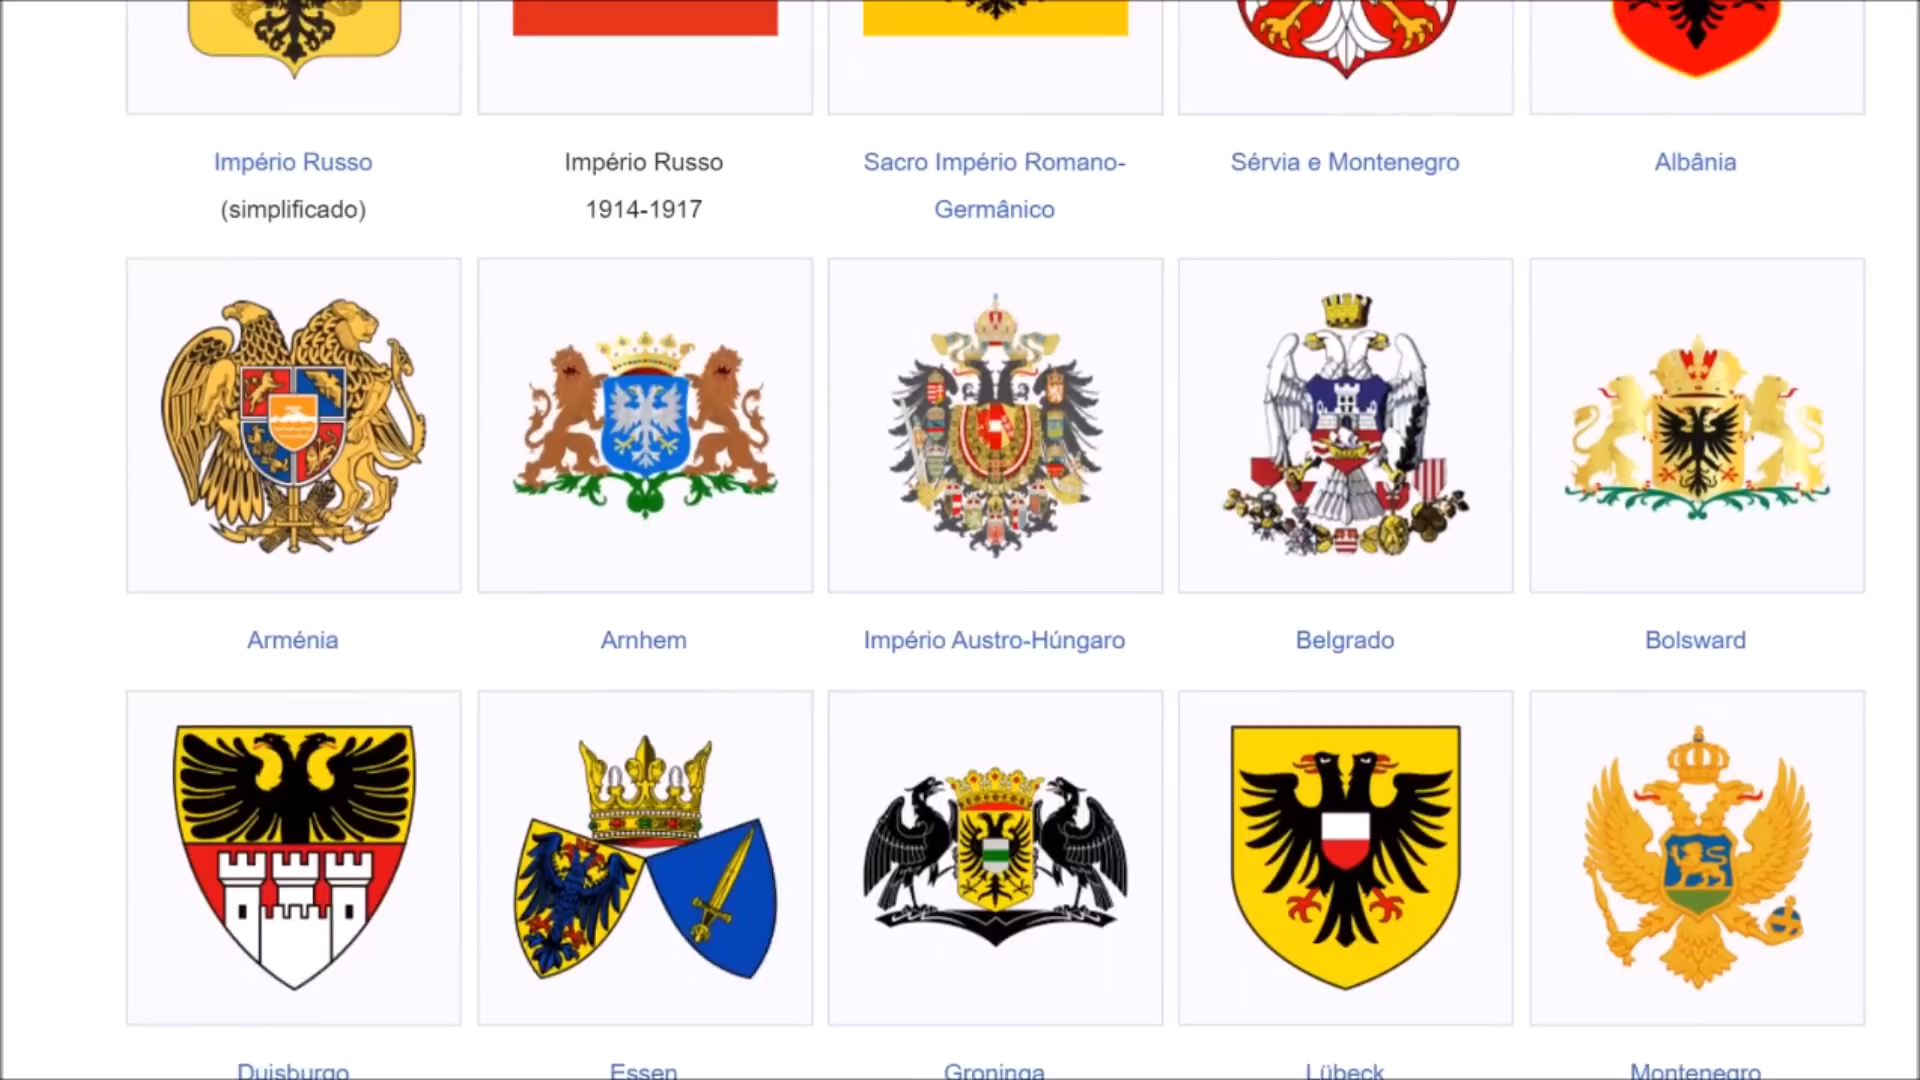 Império Russo
(simplificado)
Império Russo
1914-1917
Sacro Império Romano-
Germânico
Sérvia e Montenegro
Albânia
Arménia
Arnhem
Império Austro-Húngaro
Belgrado
Bolsward
Duisburgo
Essen
Groninga
Lübeck
Montenegro